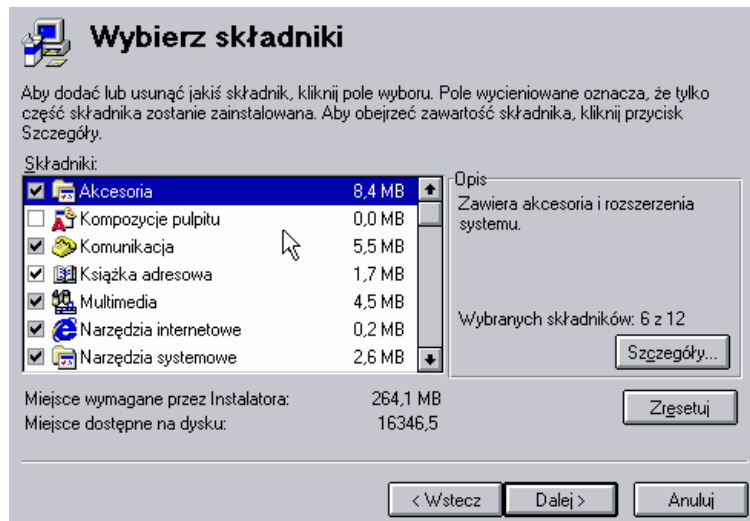 Wybierz składniki
Aby dodać lub usunąć jakiś składnik, kliknij pole wyboru. Pole wycieniowane oznacza, że tylko
część składnika zostanie zainstalowana. Aby obejrzeć zawartość składnika, kliknij przycisk
Szczegóły.
Składniki:
Akcesoria 8,4 MB
Kompozycje pulpitu 0,0 MB
Komunikacja 5,5 MB
Książka adresowa 1,7 MB
Multimedia 4,5 MB
Narzędzia internetowe 0,2 MB
Narzędzia systemowe 2,6 MB
Opis
Zawiera akcesoria i rozszerzenia
systemu.
Wybranych składników: 6 z 12
Szczegóły...
Miejsce wymagane przez Instalatora: 264,1 MB
Miejsce dostępne na dysku: 16346,5
Zresetuj
< Wstecz
Dalej >
Anuluj